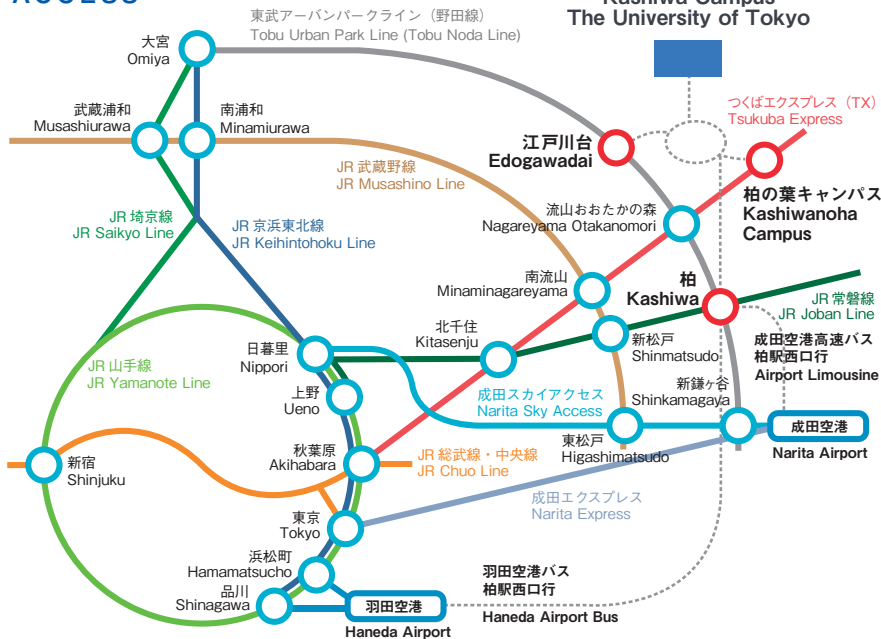 ACCESS
Kashiwa Campus
The University of Tokyo
東武アーバンパークライン（野田線）
Tobu Urban Park Line (Tobu Noda Line)
大宮
Omiya
つくばエクスプレス（TX）
Tsukuba Express
武蔵浦和
Musashiurawa
南浦和
Minamiurawa
江戸川台
Edogawadai
JR 武蔵野線
JR Musashino Line
柏の葉キャンパス
Kashiwanoha
Campus
流山おおたかの森
Nagareyama Otakanomori
JR 埼京線
JR Saikyo Line
JR 京浜東北線
JR Keihintohoku Line
南流山
Minaminagareyama
柏
Kashiwa
JR 常磐線
JR Joban Line
北千住
Kitasenju
日暮里
Nippori
新松戸
Shinmatsudo
成田空港高速バス
柏駅西口行
Airport Limousine
JR 山手線
JR Yamanote Line
上野
Ueno
成田スカイアクセス
Narita Sky Access
新鎌ヶ谷
Shinkamagaya
成田空港
Narita Airport
東松戸
Higashimatsudo
秋葉原
Akihabara
JR 総武線・中央線
JR Chuo Line
新宿
Shinjuku
成田エクスプレス
Narita Express
東京
Tokyo
浜松町
Hamamatsucho
品川
Shinagawa
羽田空港
Haneda Airport
羽田空港バス
柏駅西口行
Haneda Airport Bus